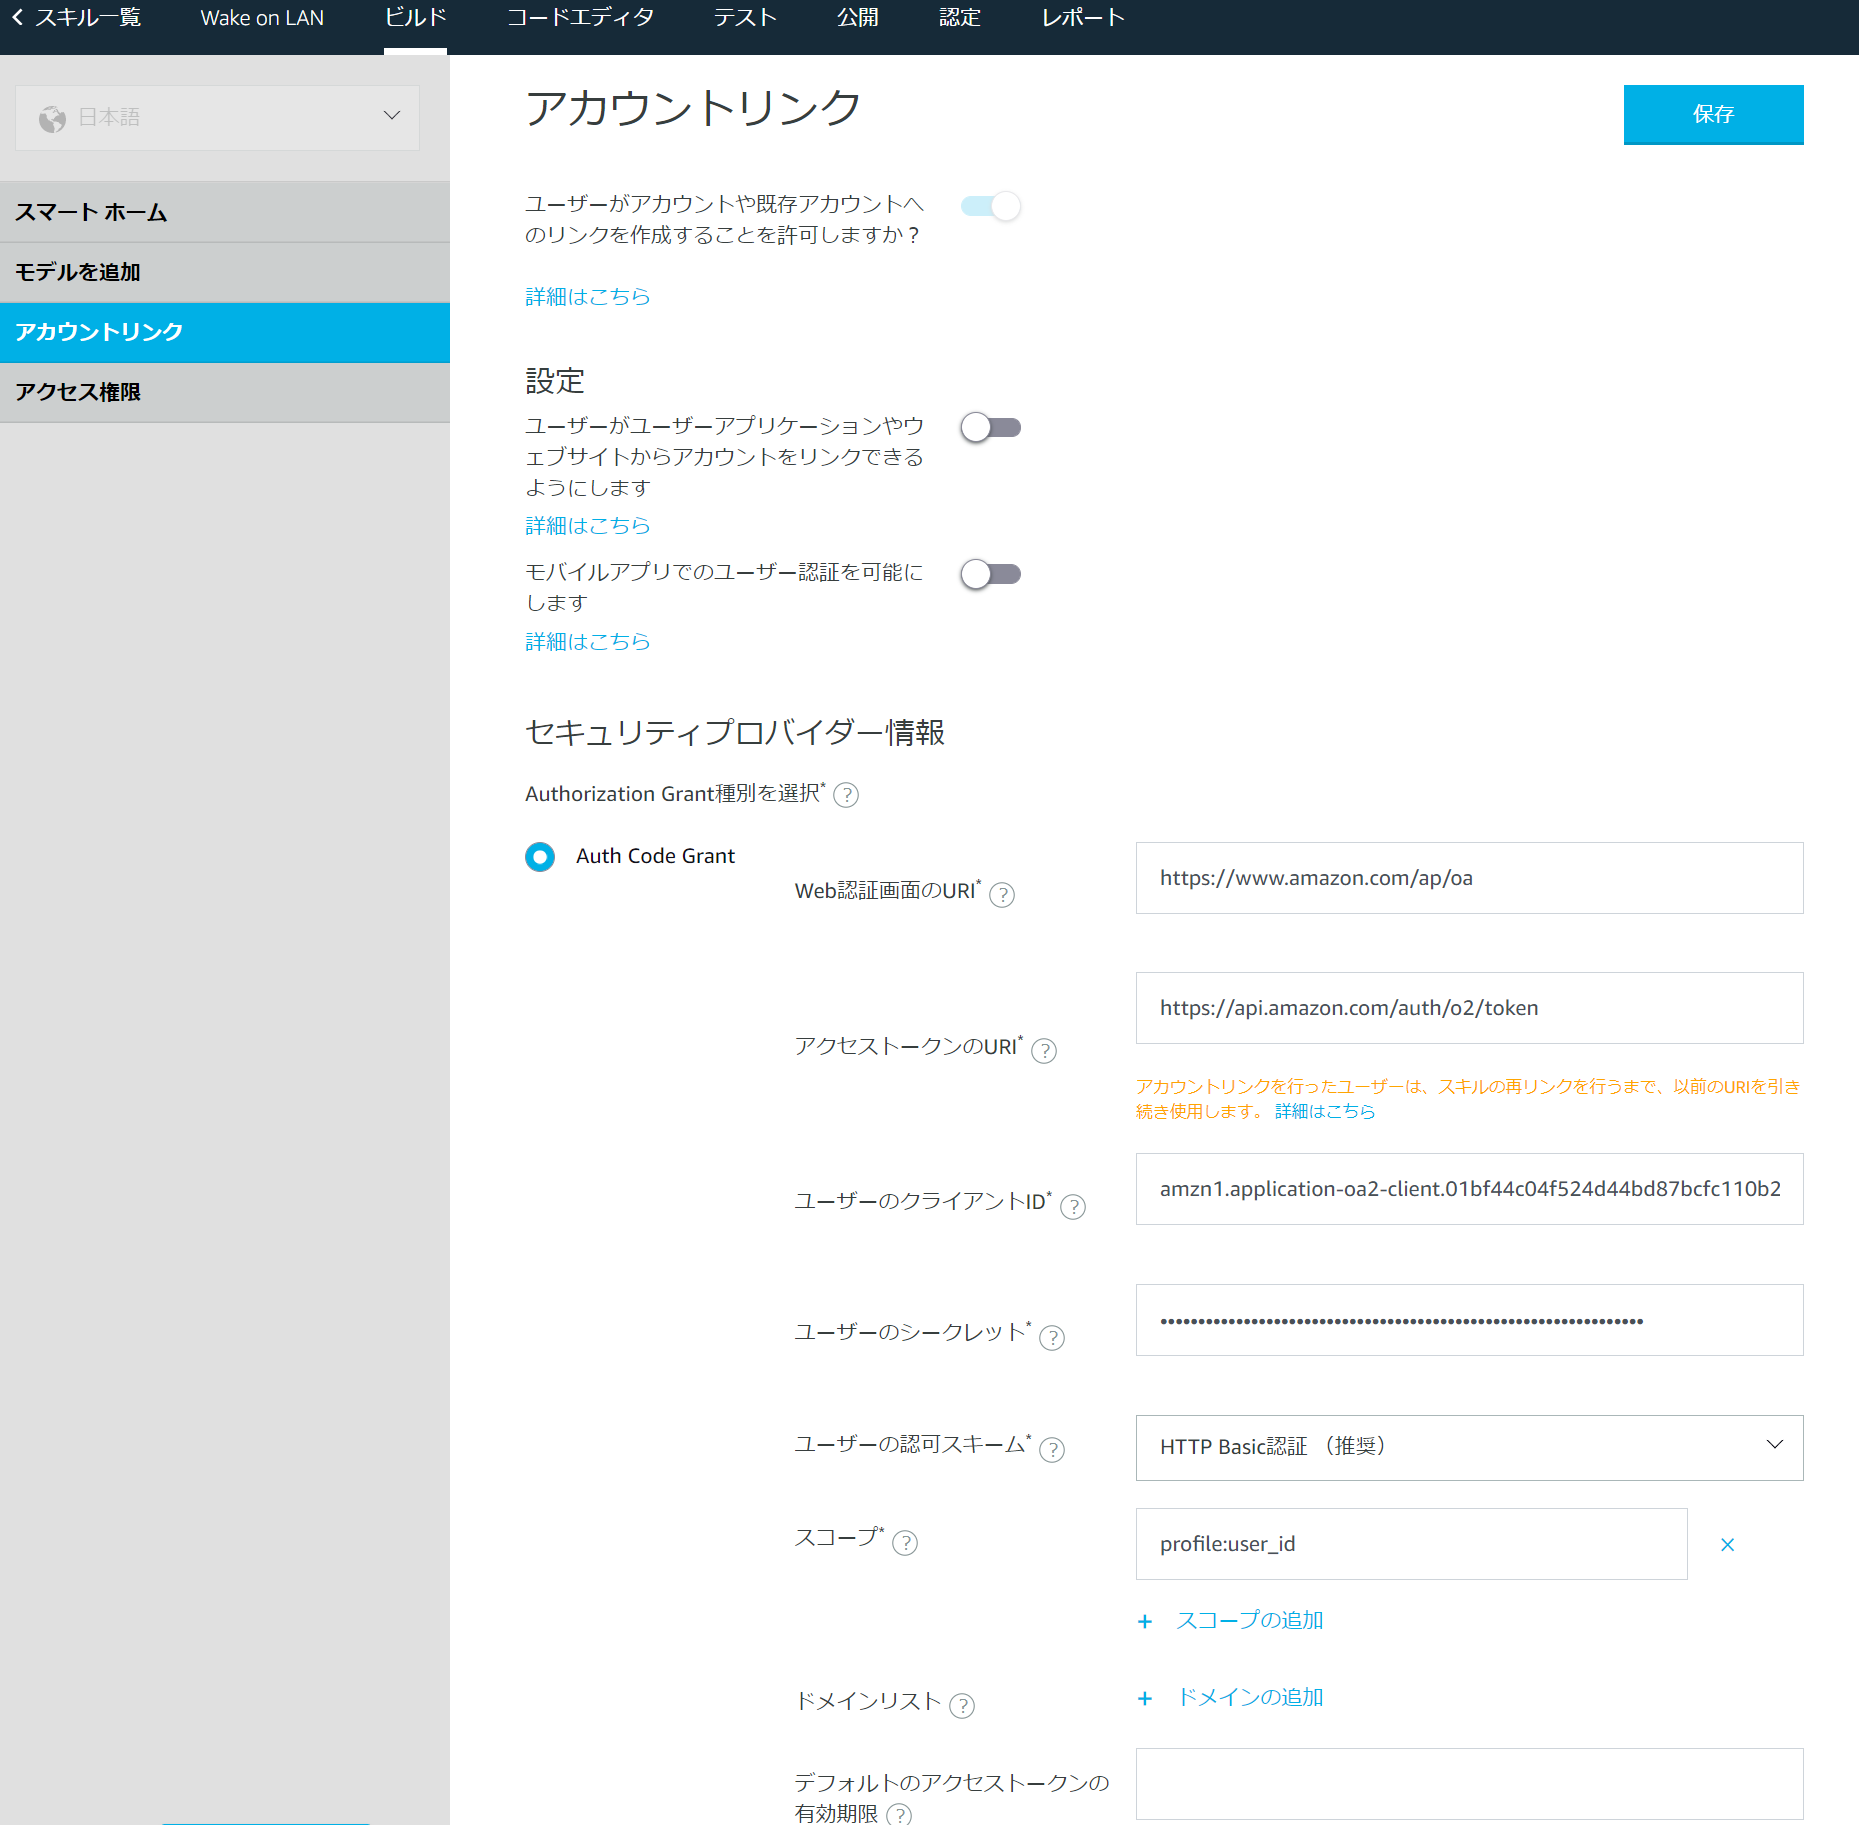 スキル一覧 Wake on LAN ビルド コードエディタ テスト 公開 認定 レポート
日本語
スマート ホーム
モデルを追加
アカウントリンク
アクセス権限
アカウントリンク
保存
ユーザーがアカウントや既存アカウントへ
のリンクを作成することを許可しますか？
詳細はこちら
設定
ユーザーがユーザーアプリケーションやウ
ェブサイトからアカウントをリンクできる
ようにします
詳細はこちら
モバイルアプリでのユーザー認証を可能に
します
詳細はこちら
セキュリティプロバイダー情報
Authorization Grant種別を選択* ?
Auth Code Grant
Web認証画面のURI* ?
https://www.amazon.com/ap/oa
アクセストークンのURI* ?
https://api.amazon.com/auth/o2/token
アカウントリンクを行ったユーザーは、スキルの再リンクを行うまで、以前のURIを引き
続き使用します。 詳細はこちら
ユーザーのクライアントID* ?
amzn1.application-oa2-client.01bf44c04f524d44bd87bcfc110b2
ユーザーのシークレット* ?
••••••••••••••••••••••••••••••••••••••••••••••••••••••••••••••••
ユーザーの認可スキーム* ?
HTTP Basic認証 （推奨）
スコープ* ?
profile:user_id ×
+ スコープの追加
ドメインリスト ?
+ ドメインの追加
デフォルトのアクセストークンの
有効期限 ?